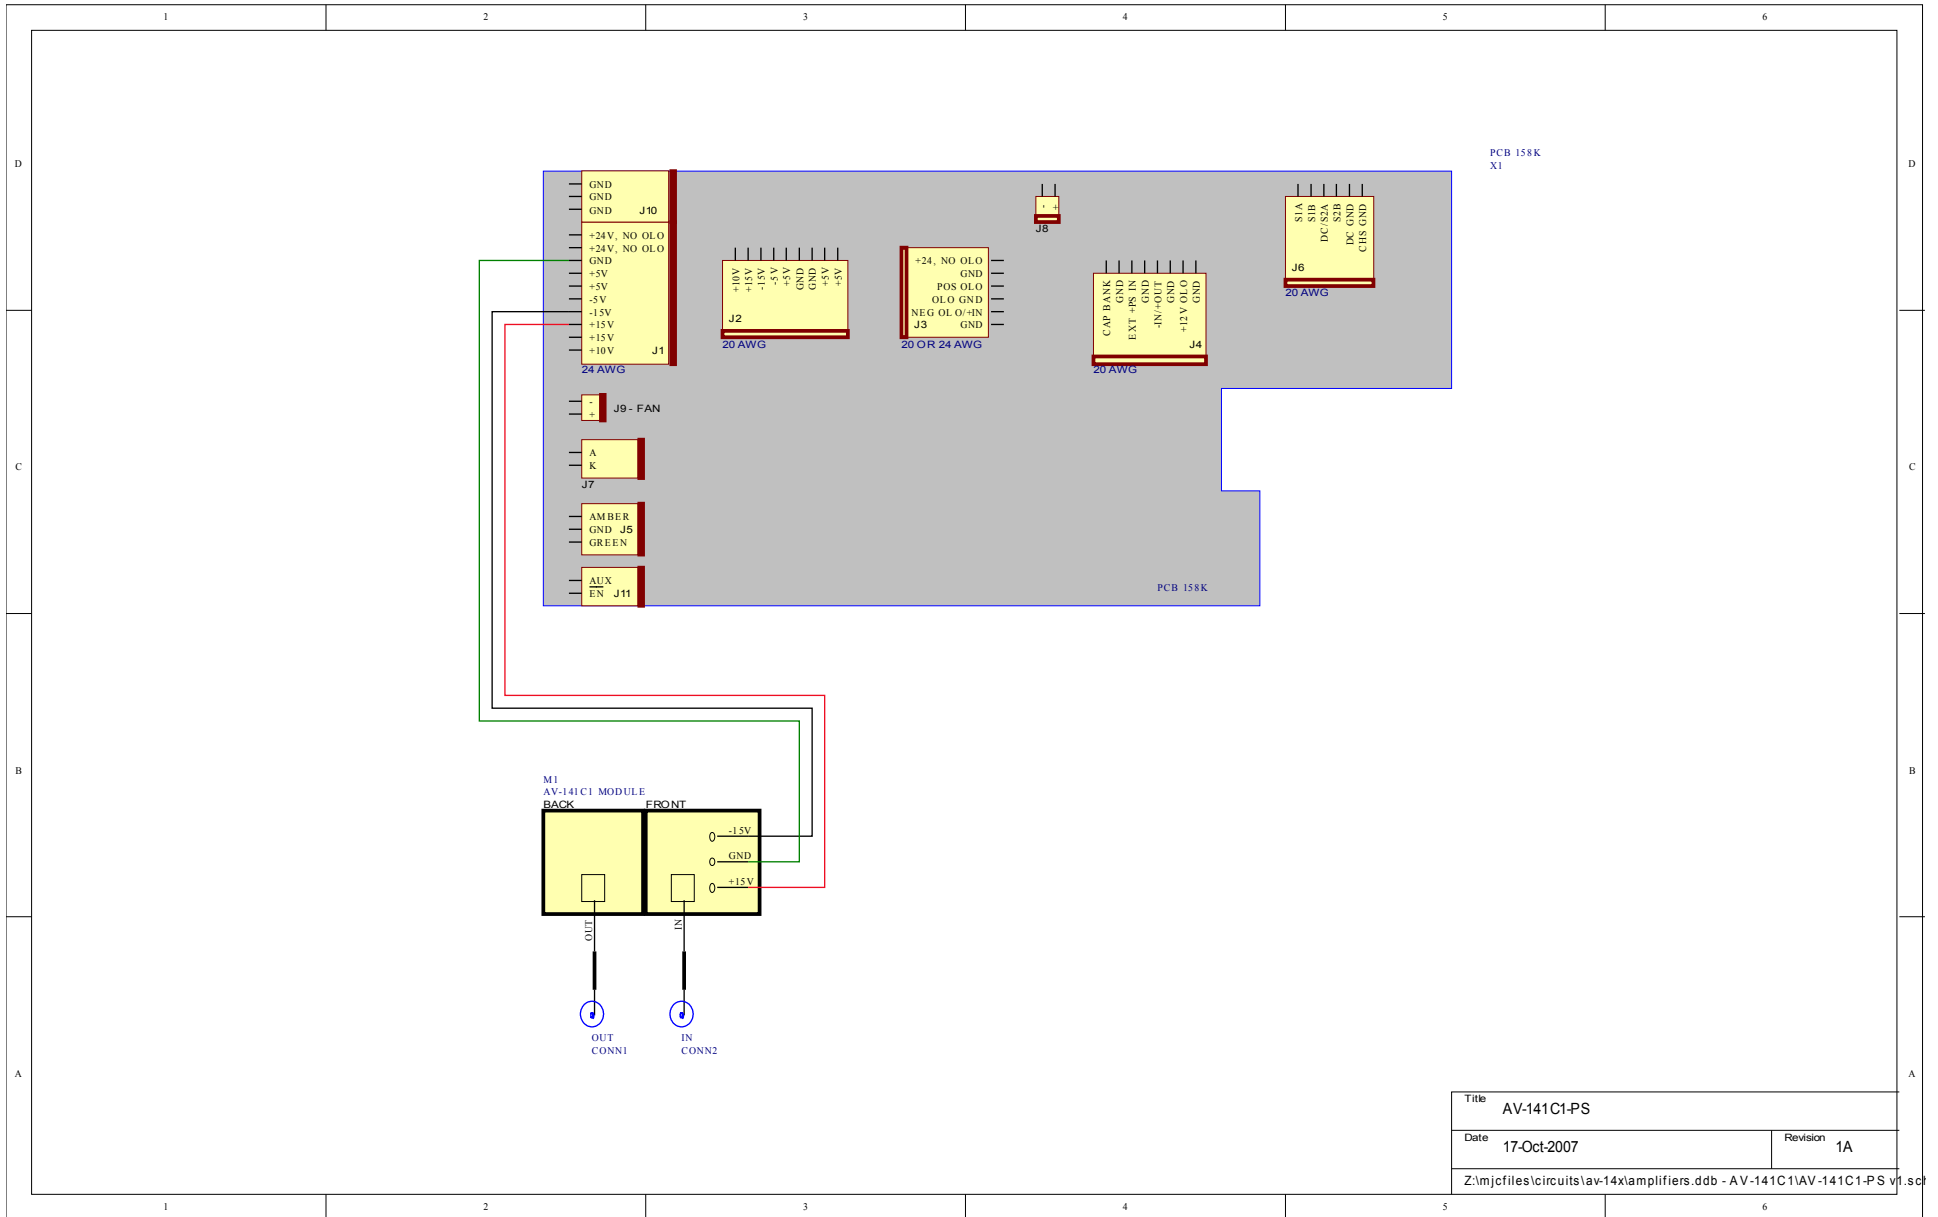 1 2 3 4 5 6
D
D
PCB 158K
X1
GND
GND
GND
J10
+24V, NO OLO
+24V, NO OLO
GND
+5V
+5V
-5V
-15V
+15V
+15V
+10V
J1
24 AWG
+10V
+15V
-15V
-5V
+5V
GND
GND
+5V
+5V
J2
20 AWG
+24, NO OLO
GND
POS OLO
OLO GND
NEG OLO/+IN
GND
J3
20 OR 24 AWG
- +
J8
CAP BANK
GND
EXT +PS IN
GND
-IN/+OUT
GND
+12V OLO
GND
J4
20 AWG
S1A
S1B
DC/S2A
S2B
DC GND
CHS GND
J6
20 AWG
-
+
J9 - FAN
C
C
A
K
J7
AMBER
GND
GREEN
J5
AUX
EN
J11
PCB 158K
B
B
M1
AV-141C1 MODULE
BACK
FRONT
-15V
GND
+15V
OUT
IN
OUT
CONN1
IN
CONN2
A
A
Title
AV-141C1-PS
Date
17-Oct-2007
Revision
1A
Z:\mjcfiles\circuits\av-14x\amplifiers.ddb - AV-141C1\AV-141C1-PS v1.sch
1 2 3 4 5 6